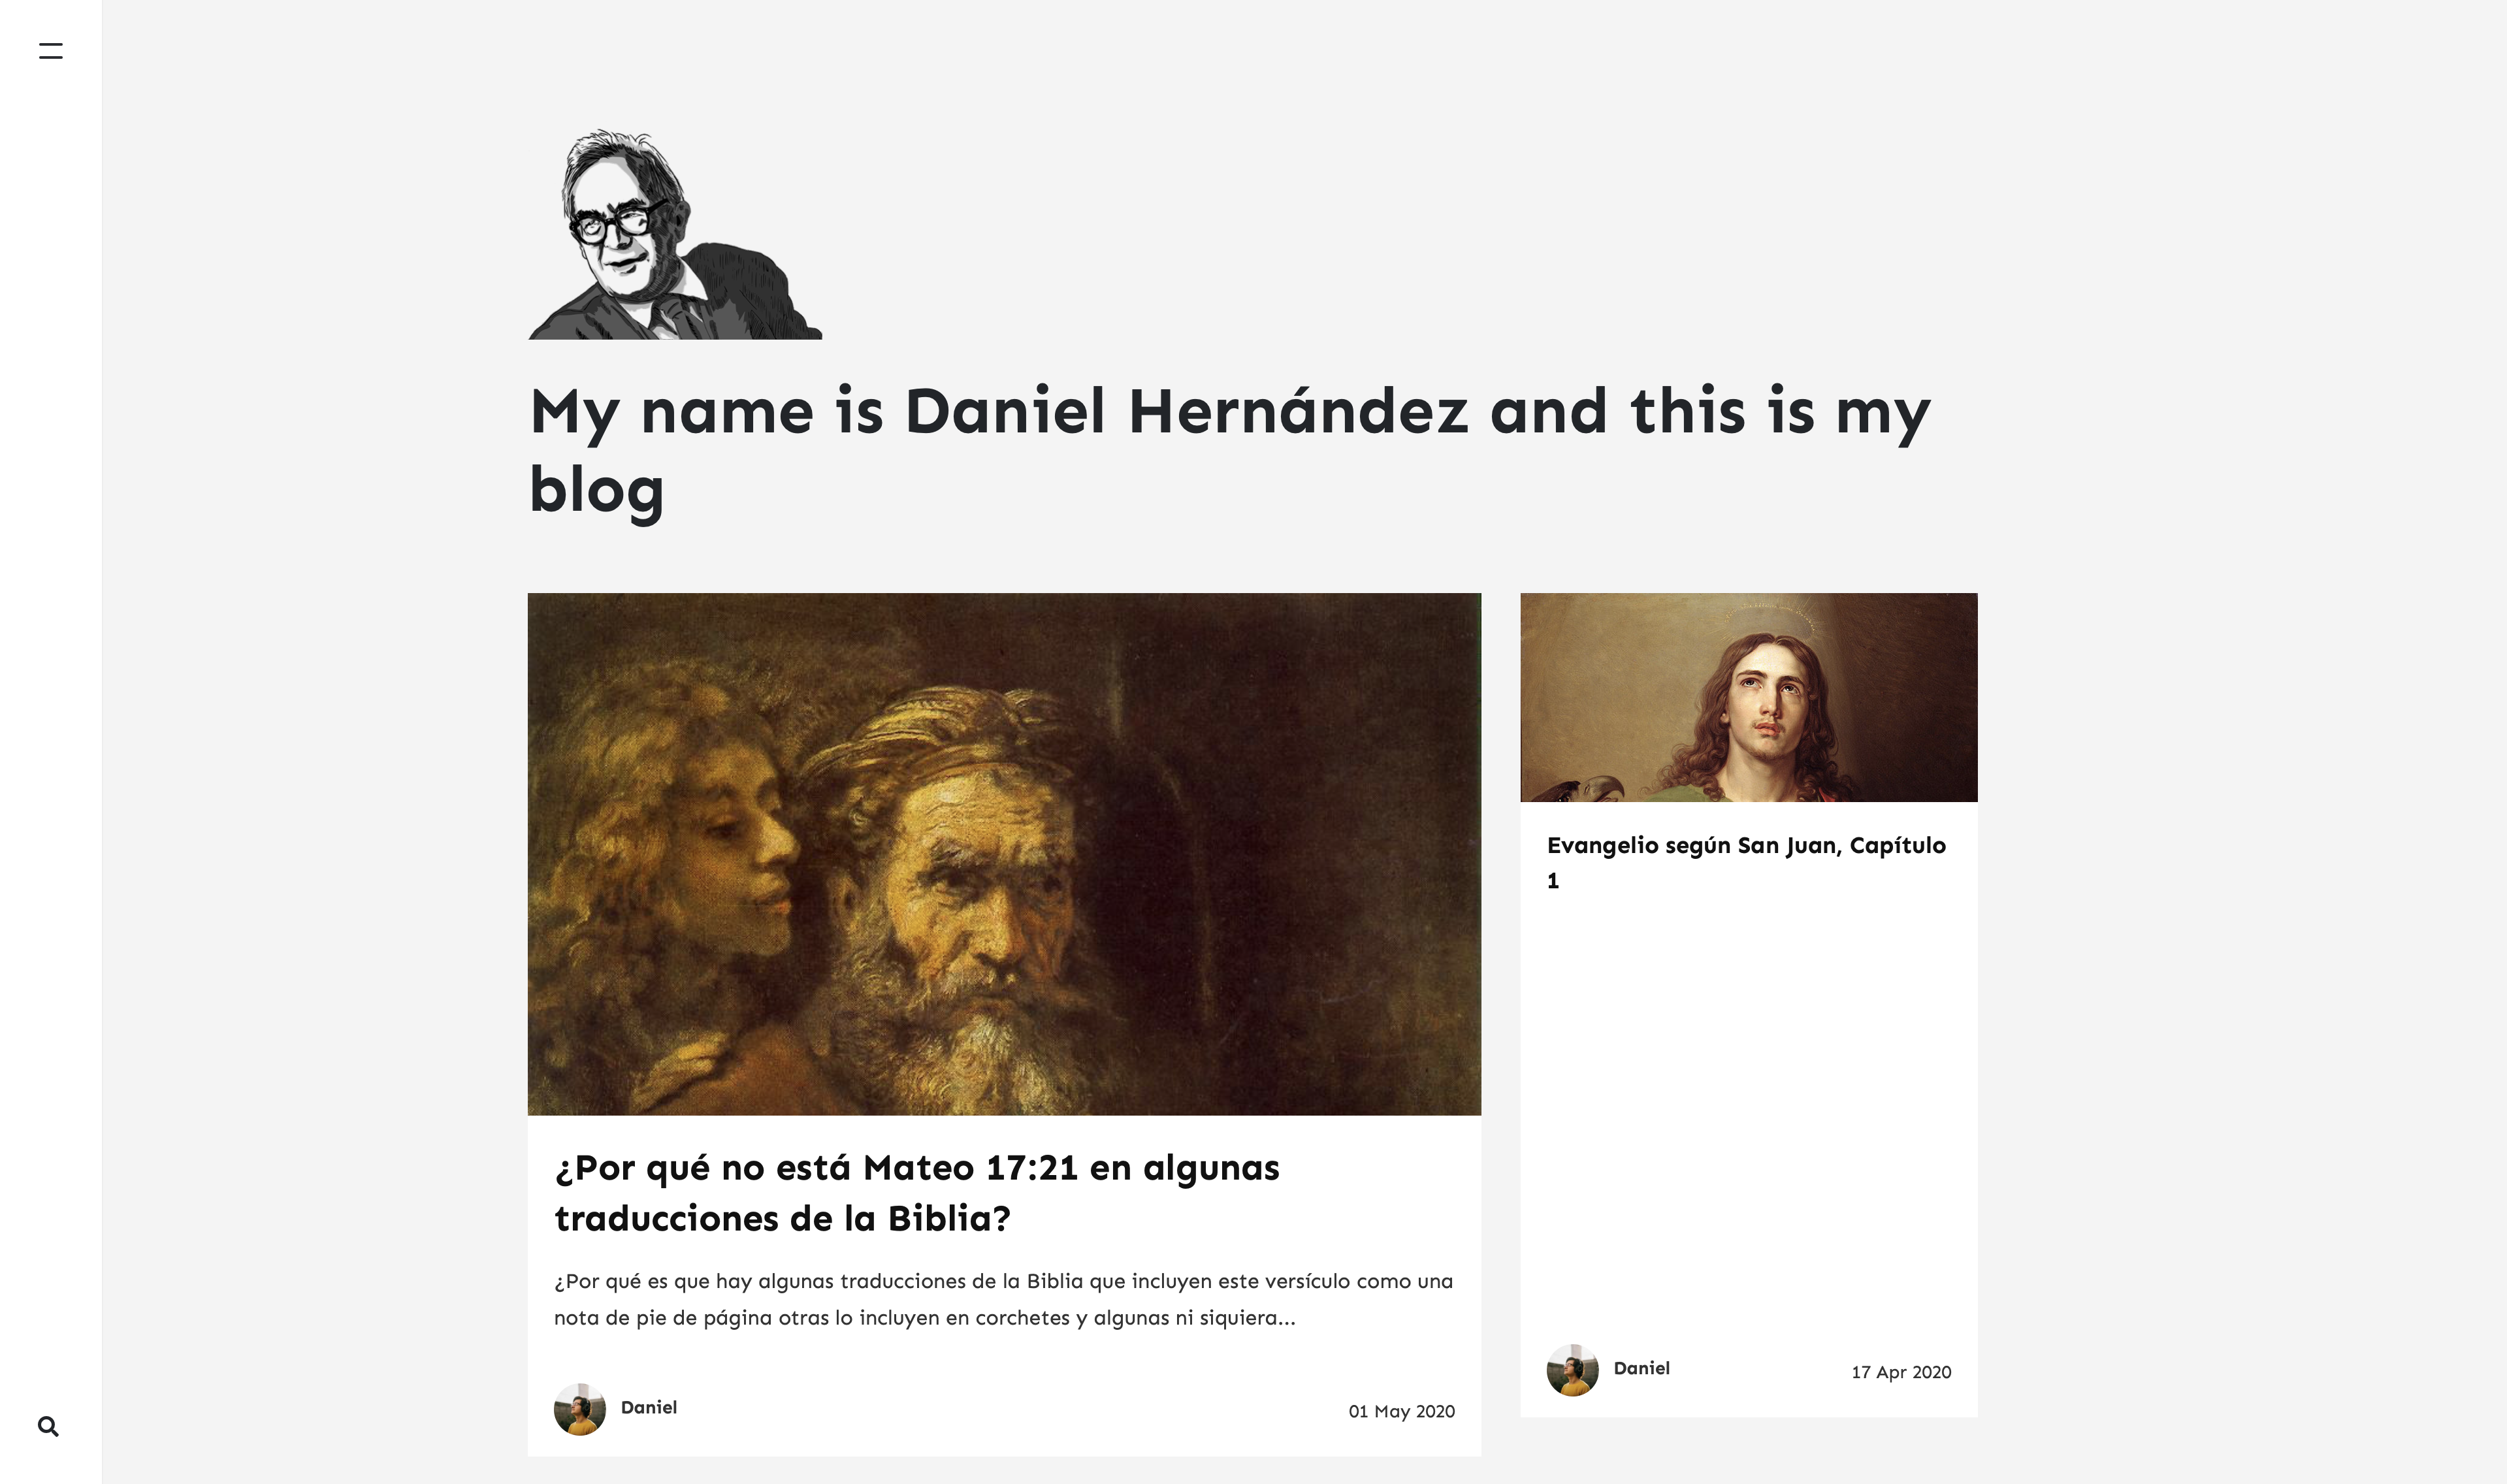 My name is Daniel Hernández and this is my
blog
¿Por qué no está Mateo 17:21 en algunas
traducciones de la Biblia?
¿Por qué es que hay algunas traducciones de la Biblia que incluyen este versículo como una
nota de pie de página otras lo incluyen en corchetes y algunas ni siquiera...
Daniel
01 May 2020
Evangelio según San Juan, Capítulo
1
Daniel
17 Apr 2020